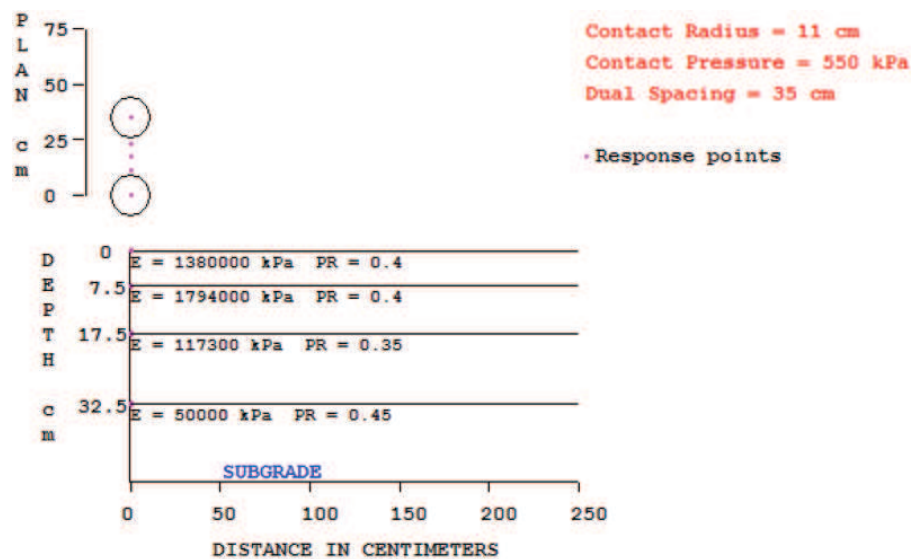 PLAN cm
75
50
25
0
Contact Radius = 11 cm
Contact Pressure = 550 kPa
Dual Spacing = 35 cm
Response points
DEPTH cm
0
E = 1380000 kPa PR = 0.4
7.5
E = 1794000 kPa PR = 0.4
17.5
E = 117300 kPa PR = 0.35
32.5
E = 50000 kPa PR = 0.45
SUBGRADE
0 50 100 150 200 250
DISTANCE IN CENTIMETERS